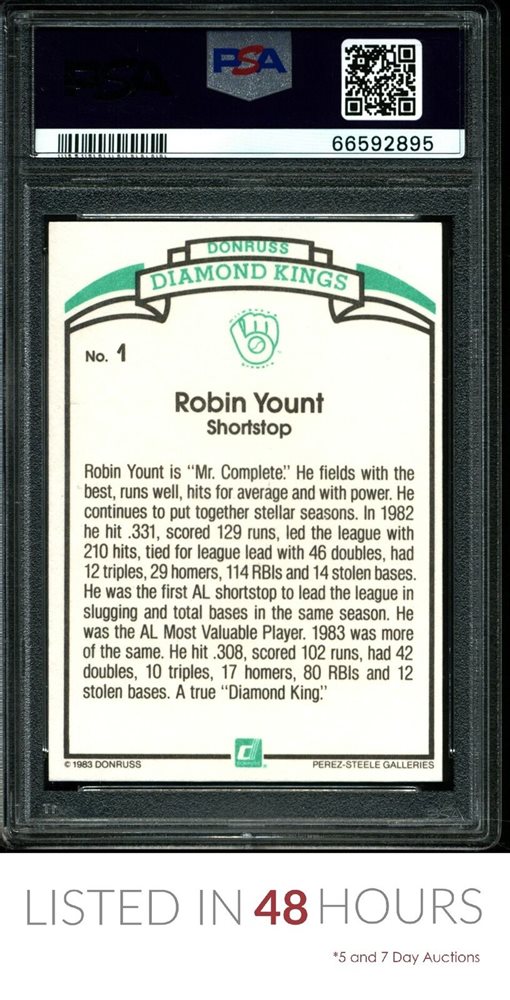 PSA
66592895
DONRUSS
DIAMOND KINGS
No. 1
Robin Yount
Shortstop
Robin Yount is "Mr. Complete." He fields with the
best, runs well, hits for average and with power. He
continues to put together stellar seasons. In 1982
he hit .331, scored 129 runs, led the league with
210 hits, tied for league lead with 46 doubles, had
12 triples, 29 homers, 114 RBIs and 14 stolen bases.
He was the first AL shortstop to lead the league in
slugging and total bases in the same season. He
was the AL Most Valuable Player. 1983 was more
of the same. He hit .308, scored 102 runs, had 42
doubles, 10 triples, 17 homers, 80 RBIs and 12
stolen bases. A true "Diamond King."
© 1983 DONRUSS
PEREZ-STEELE GALLERIES
LISTED IN 48 HOURS
*5 and 7 Day Auctions